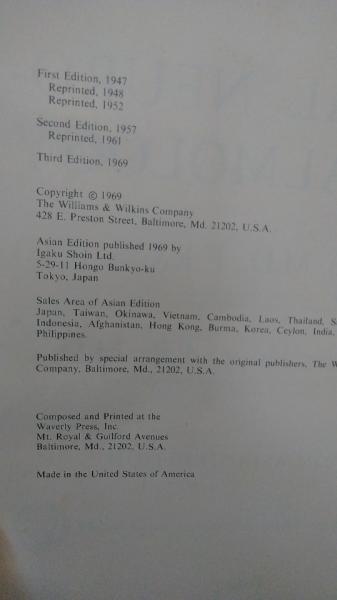 First Edition, 1947
Reprinted, 1948
Reprinted, 1952
Second Edition, 1957
Reprinted, 1961
Third Edition, 1969
Copyright © 1969
The Williams & Wilkins Company
428 E. Preston Street, Baltimore, Md. 21202, U.S.A.
Asian Edition published 1969 by
Igaku Shoin Ltd.
5-29-11 Hongo Bunkyo-ku
Tokyo, Japan
Sales Area of Asian Edition
Japan, Taiwan, Okinawa, Vietnam, Cambodia, Laos, Thailand,
Indonesia, Afghanistan, Hong Kong, Burma, Korea, Ceylon, India,
Philippines.
Published by special arrangement with the original publishers, The
Company, Baltimore, Md., 21202, U.S.A.
Composed and Printed at the
Waverly Press, Inc.
Mt. Royal & Guilford Avenues
Baltimore, Md., 21202, U.S.A.
Made in the United States of America